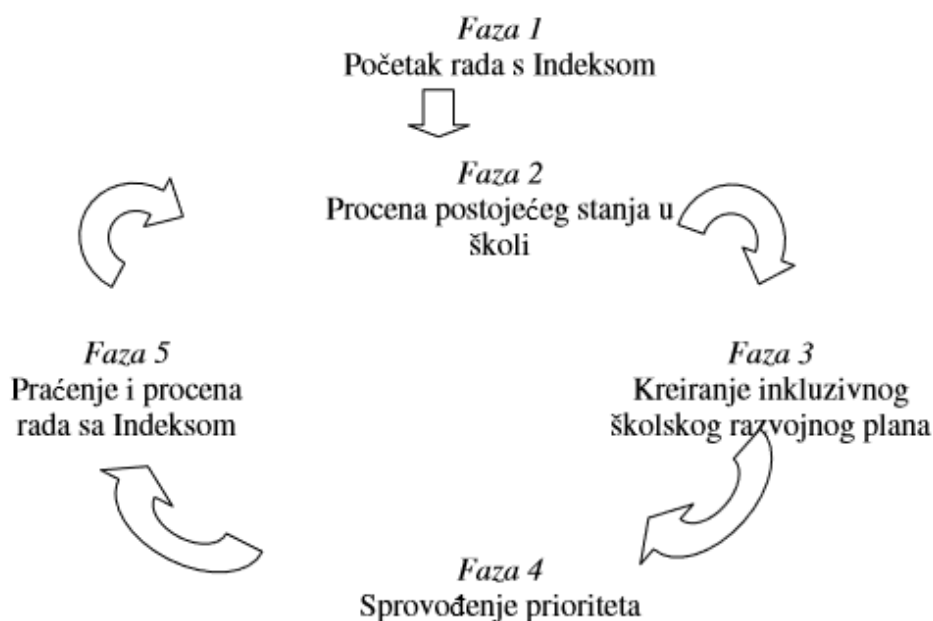 Faza 1
Početak rada s Indeksom
Faza 2
Procena postojećeg stanja u
školi
Faza 5
Praćenje i procena
rada sa Indeksom
Faza 3
Kreiranje inkluzivnog
školskog razvojnog plana
Faza 4
Sprovođenje prioriteta